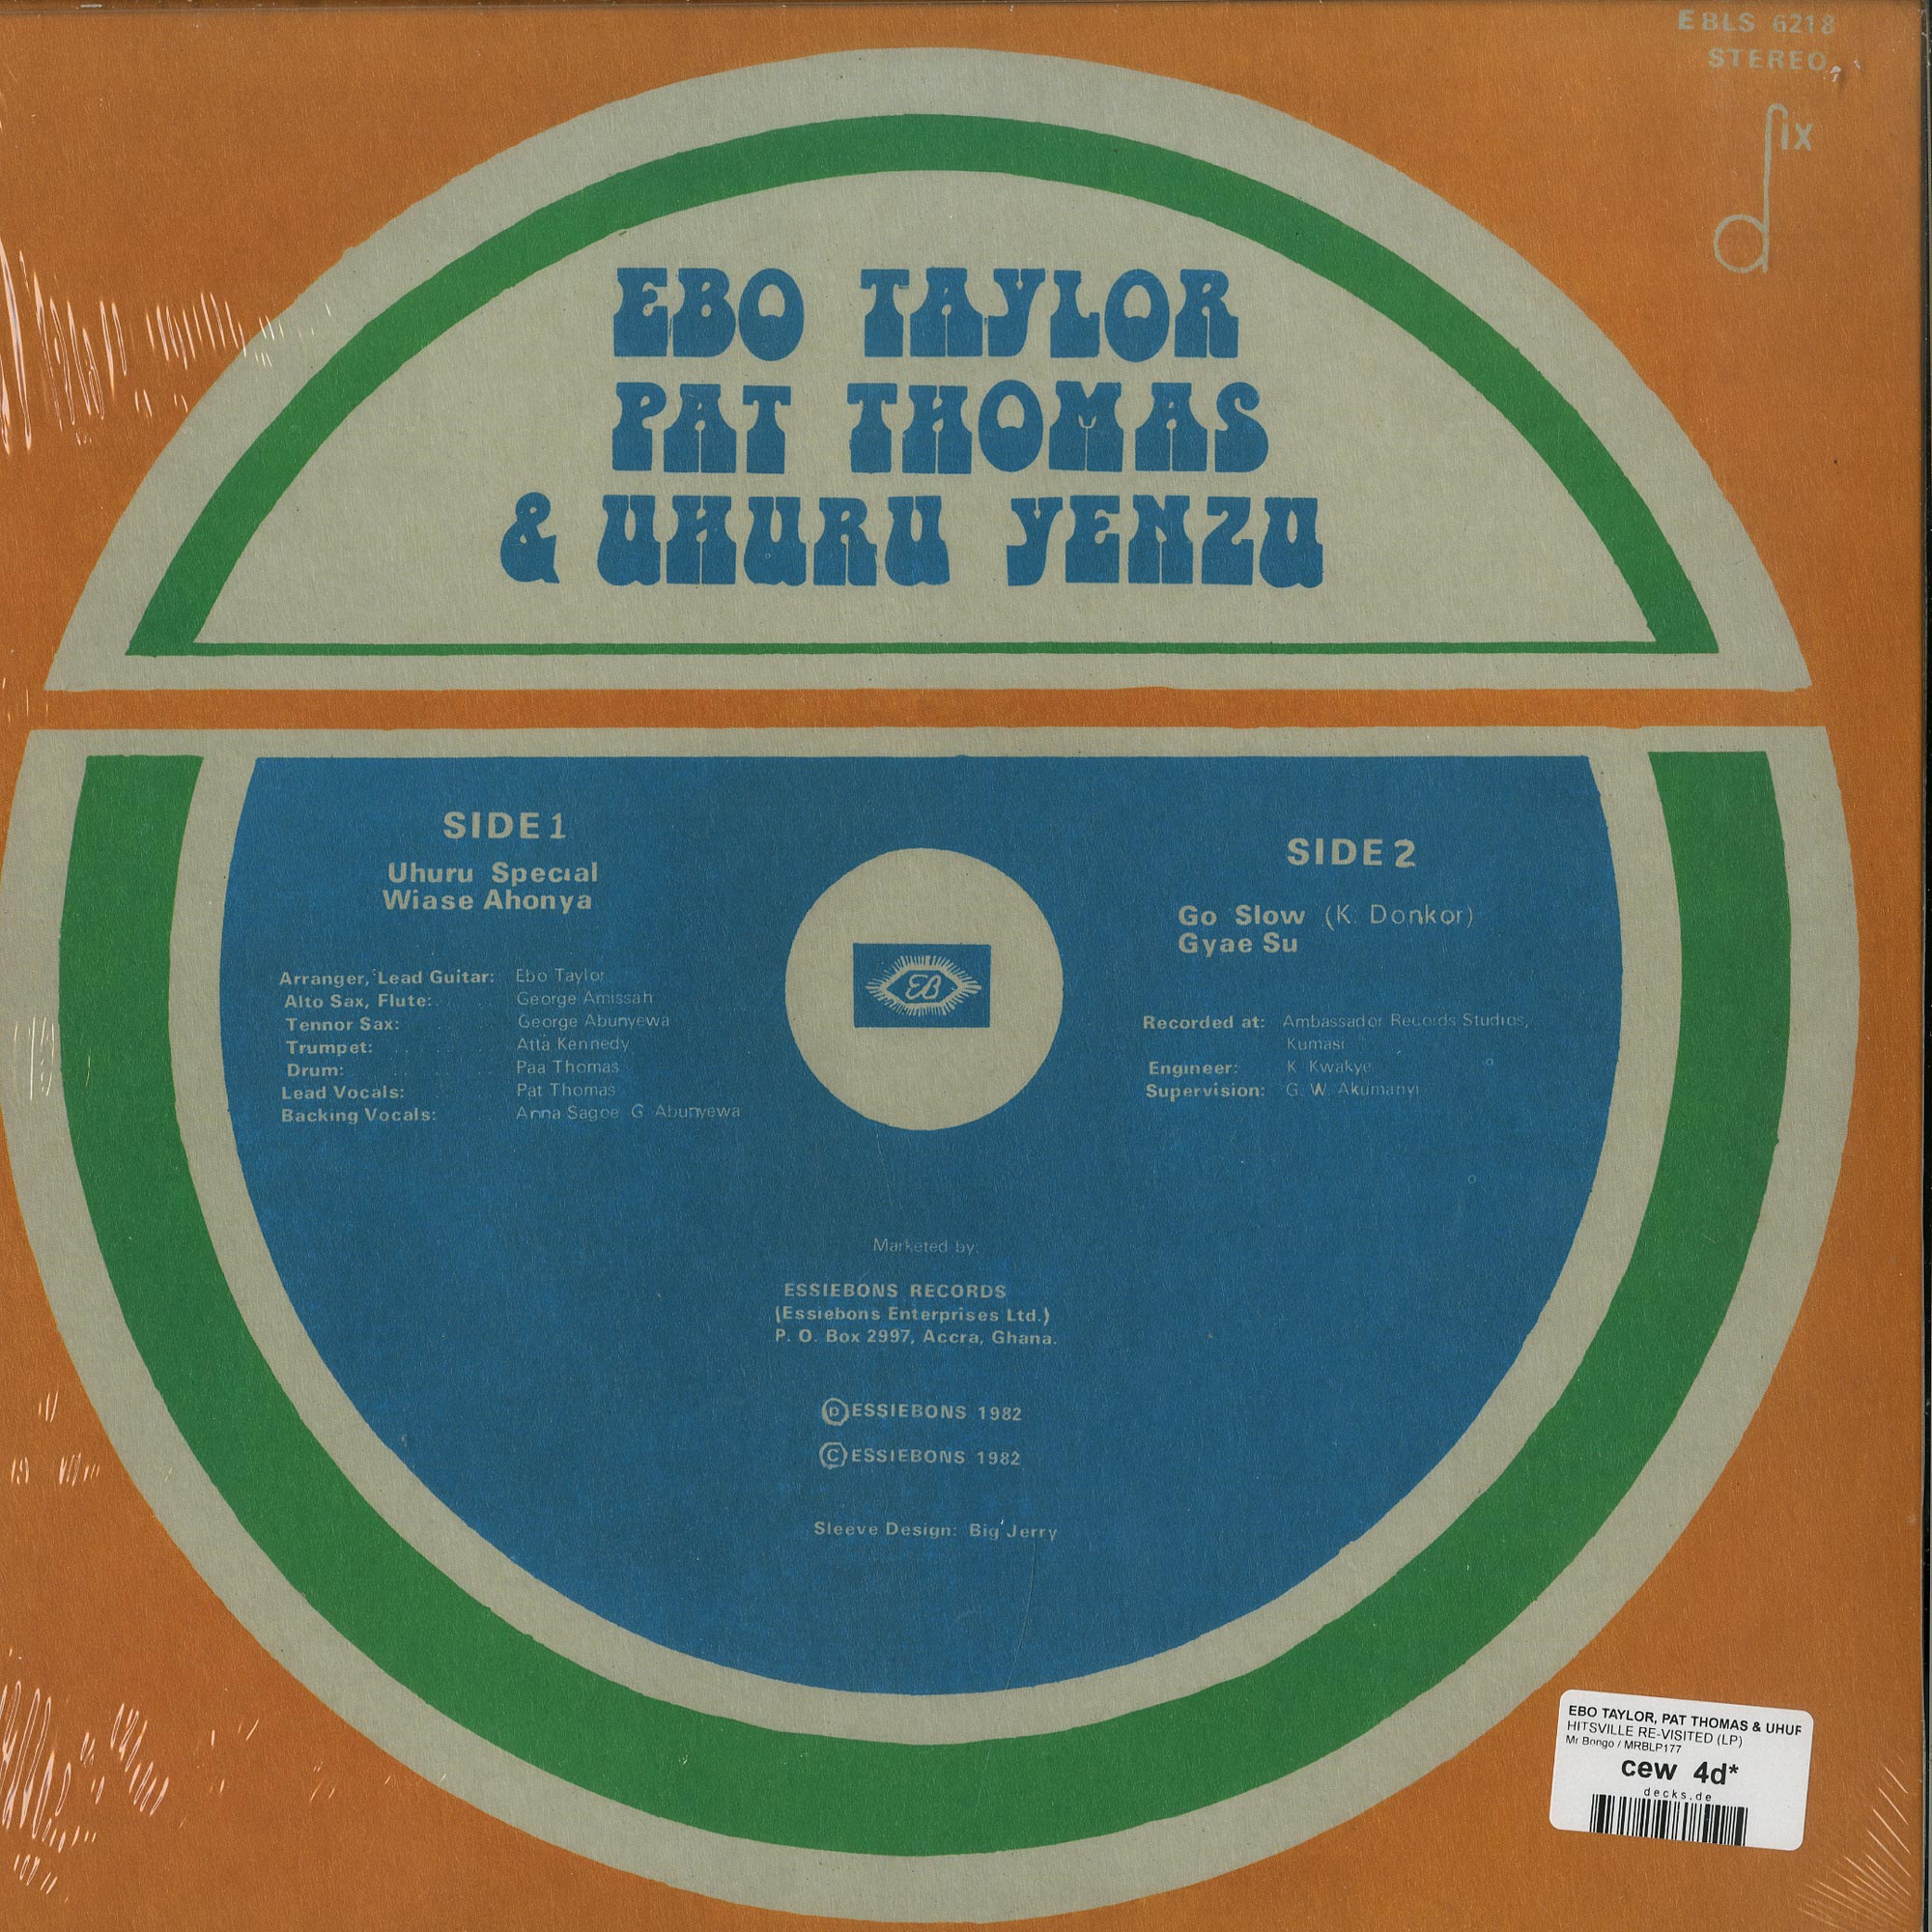 EBLS 6218
STEREO
dix
EBO TAYLOR
PAT THOMAS
& UHURU YENZU
SIDE 1
Uhuru Special
Wiase Ahonya
Arranger, Lead Guitar: Ebo Taylor
Alto Sax, Flute: George Amissah
Tennor Sax: George Abunyewa
Trumpet: Atta Kennedy
Drum: Paa Thomas
Lead Vocals: Pat Thomas
Backing Vocals: Anna Sagoe G Abunyewa
EB
SIDE 2
Go Slow (K. Donkor)
Gyae Su
Recorded at: Ambassador Records Studios,
Kumasi
Engineer: K Kwakye
Supervision: G. W. Akumanyi
Marketed by:
ESSIEBONS RECORDS
(Essiebons Enterprises Ltd.)
P. O. Box 2997, Accra, Ghana.
Ⓟ ESSIEBONS 1982
© ESSIEBONS 1982
Sleeve Design: Big Jerry
EBO TAYLOR, PAT THOMAS & UHUR
HITSVILLE RE-VISITED (LP)
Mr Bongo / MRBLP177
cew 4d*
decks.de